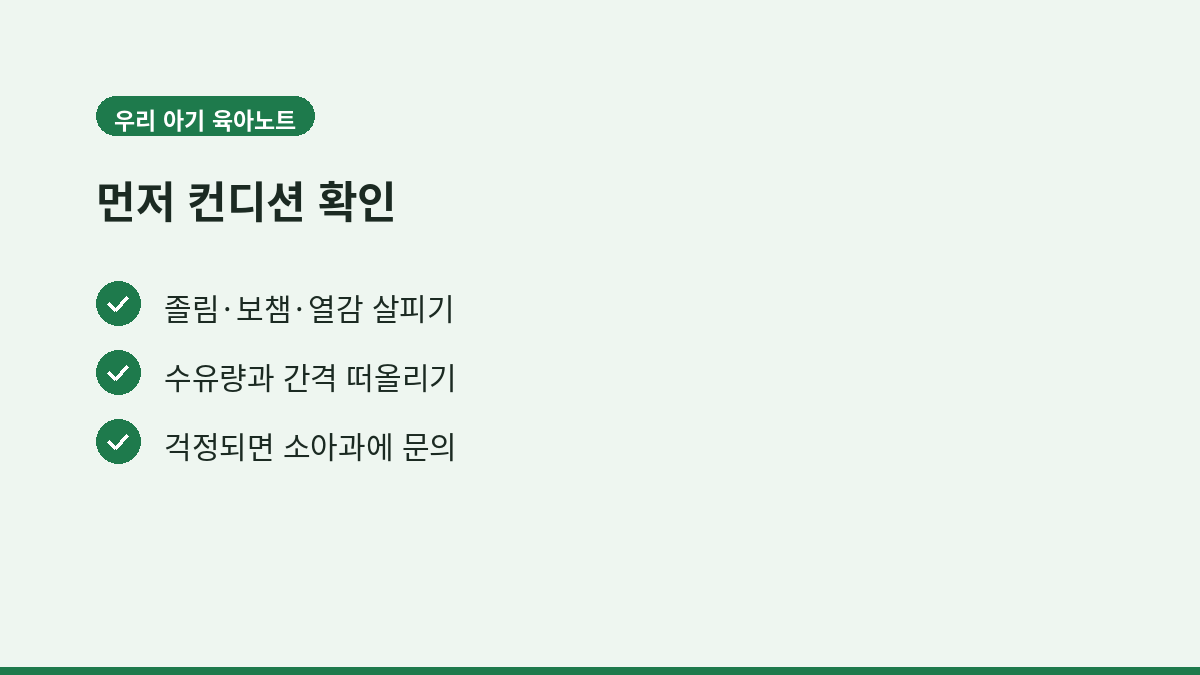 우리 아기 육아노트
먼저 컨디션 확인
졸림·보챔·열감 살피기
수유량과 간격 떠올리기
걱정되면 소아과에 문의